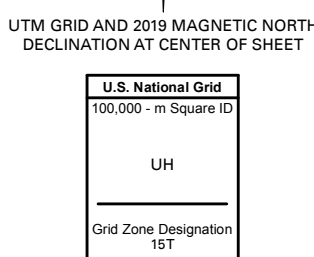 UTM GRID AND 2019 MAGNETIC NORTH
DECLINATION AT CENTER OF SHEET
U.S. National Grid
100,000 - m Square ID
UH
Grid Zone Designation
15T